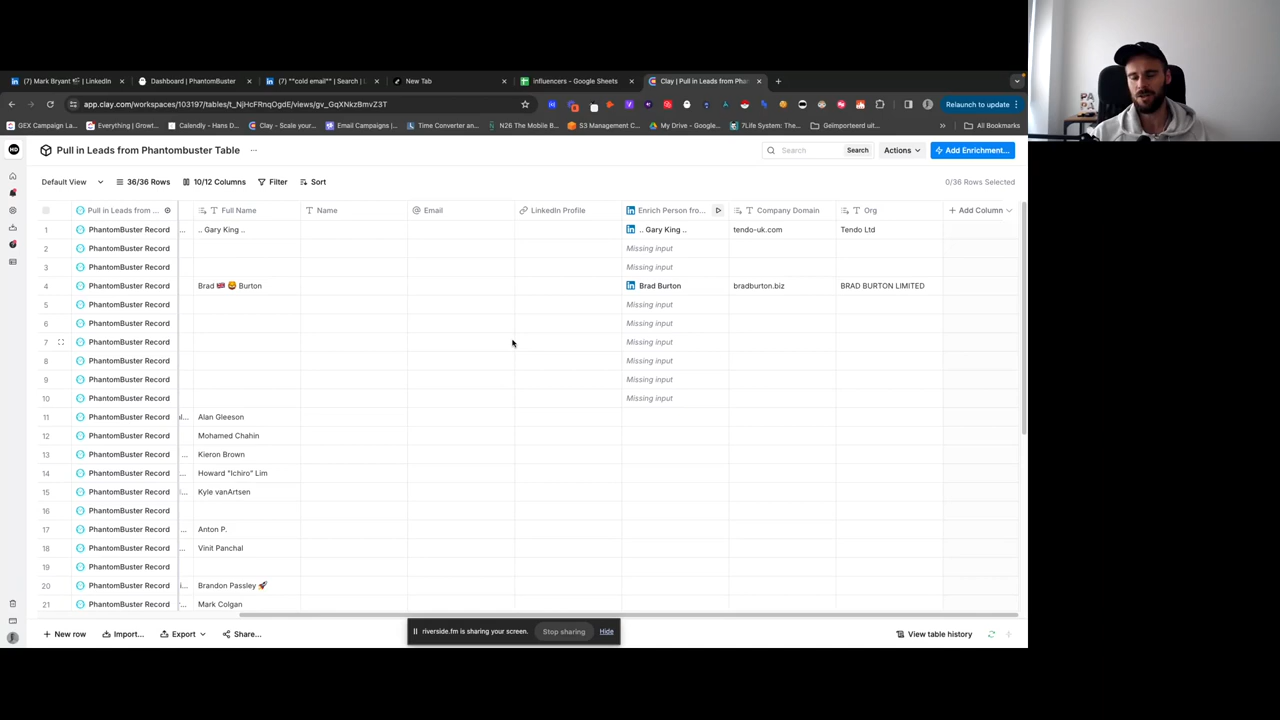 (7) Mark Bryant | LinkedIn
Dashboard | PhantomBuster
(7) ""cold email"" | Search | L
New Tab
influencers - Google Sheets
Clay | Pull in Leads from Phan
app.clay.com/workspaces/103197/tables/t_NjHcFRnqOgdE/views/gv_GqXNkzBmvZ3T
Relaunch to update
GEX Campaign La...
Everything | Growt...
Calendly - Hans D...
Clay - Scale your...
Email Campaigns |...
Time Converter an...
N26 The Mobile B...
S3 Management C...
My Drive - Google...
7Life System: The...
Geïmporteerd uit...
All Bookmarks
Pull in Leads from Phantombuster Table
Search
Search
Actions
Add Enrichment...
Default View
36/36 Rows
10/12 Columns
Filter
Sort
0/36 Rows Selected
Pull in Leads from ... Full Name Name Email LinkedIn Profile Enrich Person fro... Company Domain Org Add Column
1 PhantomBuster Record ... .. Gary King .. .. Gary King .. tendo-uk.com Tendo Ltd
2 PhantomBuster Record Missing input
3 PhantomBuster Record Missing input
4 PhantomBuster Record Brad 🇬🇧 🦁 Burton Brad Burton bradburton.biz BRAD BURTON LIMITED
5 PhantomBuster Record Missing input
6 PhantomBuster Record Missing input
7 PhantomBuster Record Missing input
8 PhantomBuster Record Missing input
9 PhantomBuster Record Missing input
10 PhantomBuster Record Missing input
11 PhantomBuster Record Alan Gleeson
12 PhantomBuster Record Mohamed Chahin
13 PhantomBuster Record ... Kieron Brown
14 PhantomBuster Record Howard "Ichiro" Lim
15 PhantomBuster Record Kyle vanArtsen
16 PhantomBuster Record
17 PhantomBuster Record ... Anton P.
18 PhantomBuster Record Vinit Panchal
19 PhantomBuster Record
20 PhantomBuster Record Brandon Passley 🚀
21 PhantomBuster Record Mark Colgan
New row
Import...
Export
Share...
riverside.fm is sharing your screen.
Stop sharing
Hide
View table history